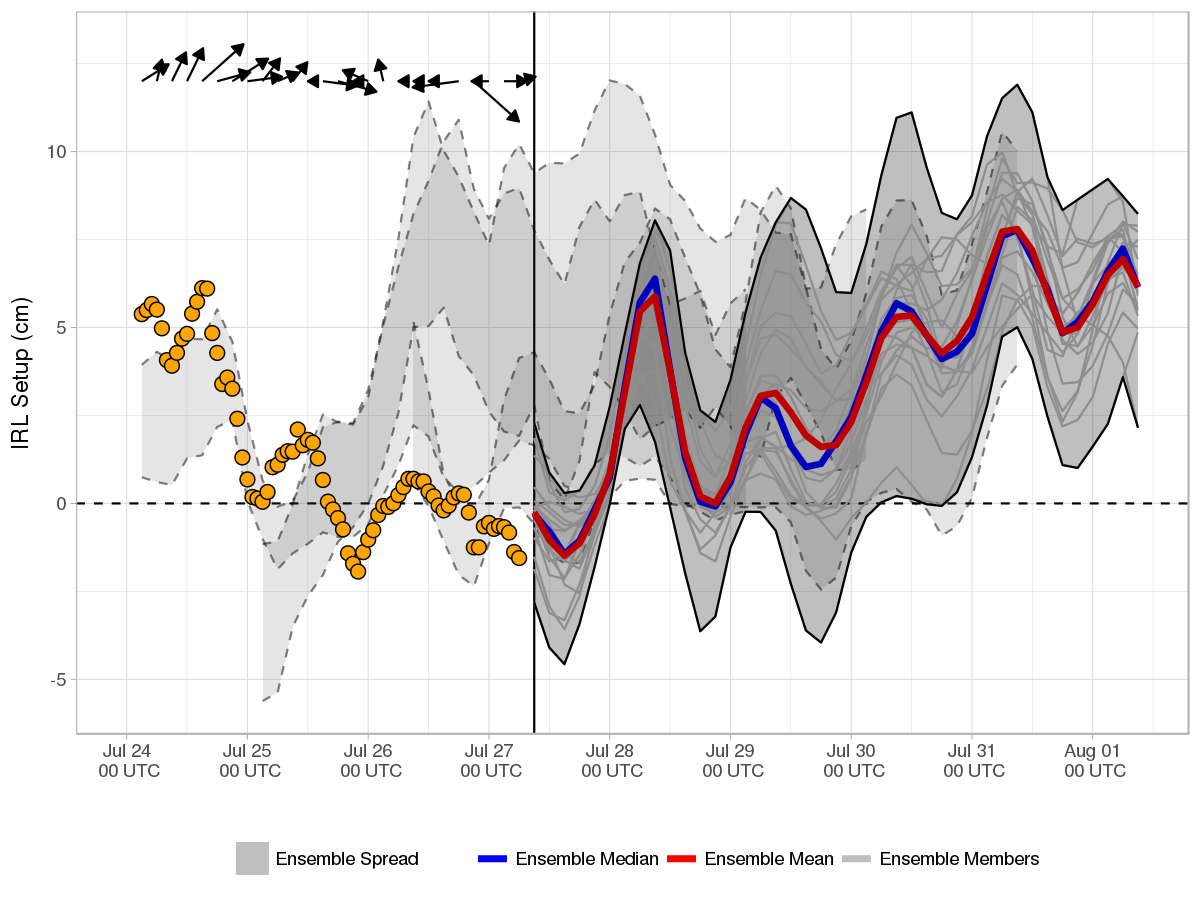 IRL Setup (cm)
10
5
0
-5
Jul 24 Jul 25 Jul 26 Jul 27 Jul 28 Jul 29 Jul 30 Jul 31 Aug 01
00 UTC 00 UTC 00 UTC 00 UTC 00 UTC 00 UTC 00 UTC 00 UTC 00 UTC
Ensemble Spread Ensemble Median Ensemble Mean Ensemble Members